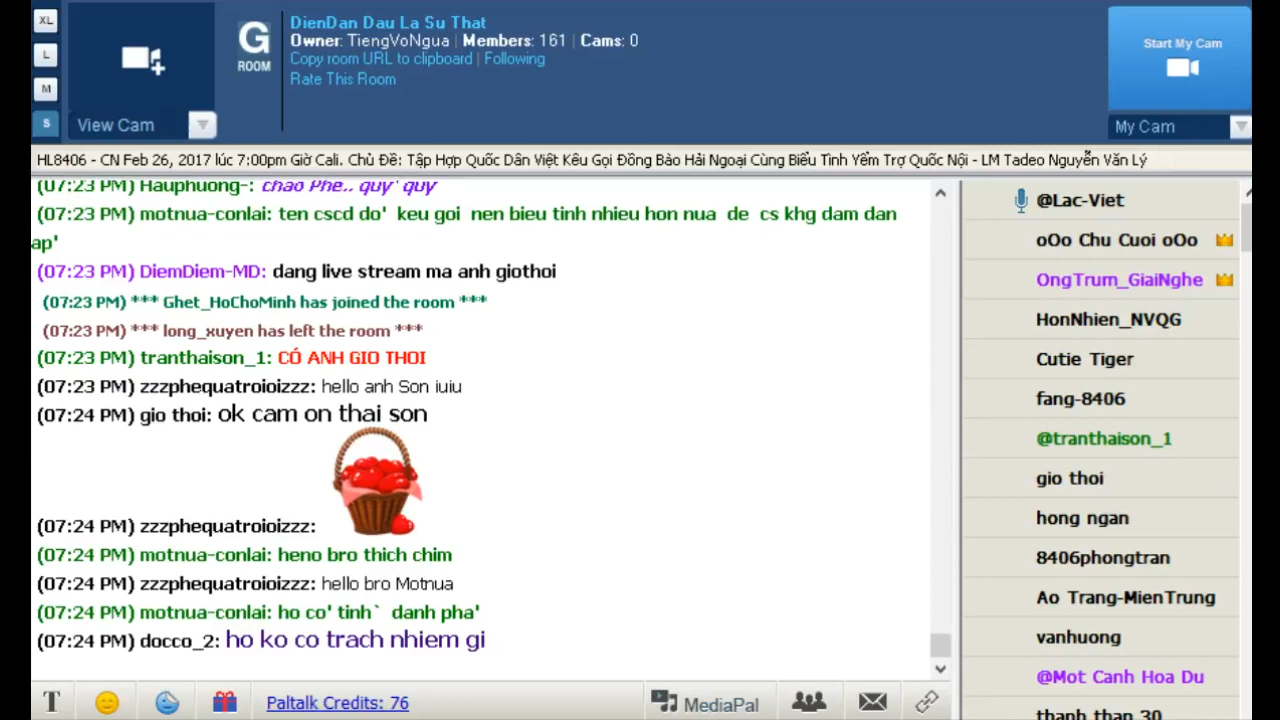 XL
L
M
S
View Cam
G
ROOM
DienDan Dau La Su That
Owner: TiengVoNgua | Members: 161 | Cams: 0
Copy room URL to clipboard | Following
Rate This Room
Start My Cam
My Cam
HL8406 - CN Feb 26, 2017 lúc 7:00pm Giờ Cali. Chủ Đề: Tập Hợp Quốc Dân Việt Kêu Gọi Đồng Bào Hải Ngoại Cùng Biểu Tình Yểm Trợ Quốc Nội - LM Tadeo Nguyễn Văn Lý
(07:23 PM) Hauphuong-: chao Phe.. quy' quy
(07:23 PM) motnua-conlai: ten cscd do' keu goi nen bieu tinh nhieu hon nua de cs khg dam dan
ap'
(07:23 PM) DiemDiem-MD: dang live stream ma anh giothoi
(07:23 PM) *** Ghet_HoChoMinh has joined the room ***
(07:23 PM) *** long_xuyen has left the room ***
(07:23 PM) tranthaison_1: CÓ ANH GIO THOI
(07:23 PM) zzzphequatroioizzz: hello anh Son iuiu
(07:24 PM) gio thoi: ok cam on thai son
(07:24 PM) zzzphequatroioizzz:
(07:24 PM) motnua-conlai: heno bro thich chim
(07:24 PM) zzzphequatroioizzz: hello bro Motnua
(07:24 PM) motnua-conlai: ho co' tinh` danh pha'
(07:24 PM) docco_2: ho ko co trach nhiem gi
@Lac-Viet
oOo Chu Cuoi oOo
OngTrum_GiaiNghe
HonNhien_NVQG
Cutie Tiger
fang-8406
@tranthaison_1
gio thoi
hong ngan
8406phongtran
Ao Trang-MienTrung
vanhuong
@Mot Canh Hoa Du
thanh than 30
T
Paltalk Credits: 76
MediaPal